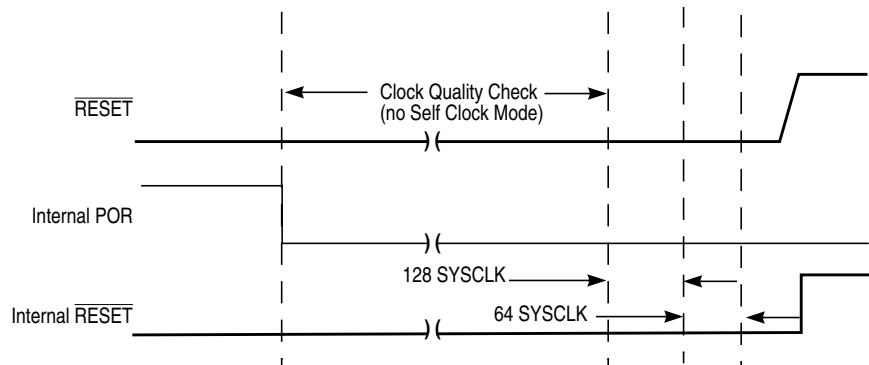 Clock Quality Check
(no Self Clock Mode)
RESET
)(
Internal POR
)(
128 SYSCLK
64 SYSCLK
Internal RESET
)(